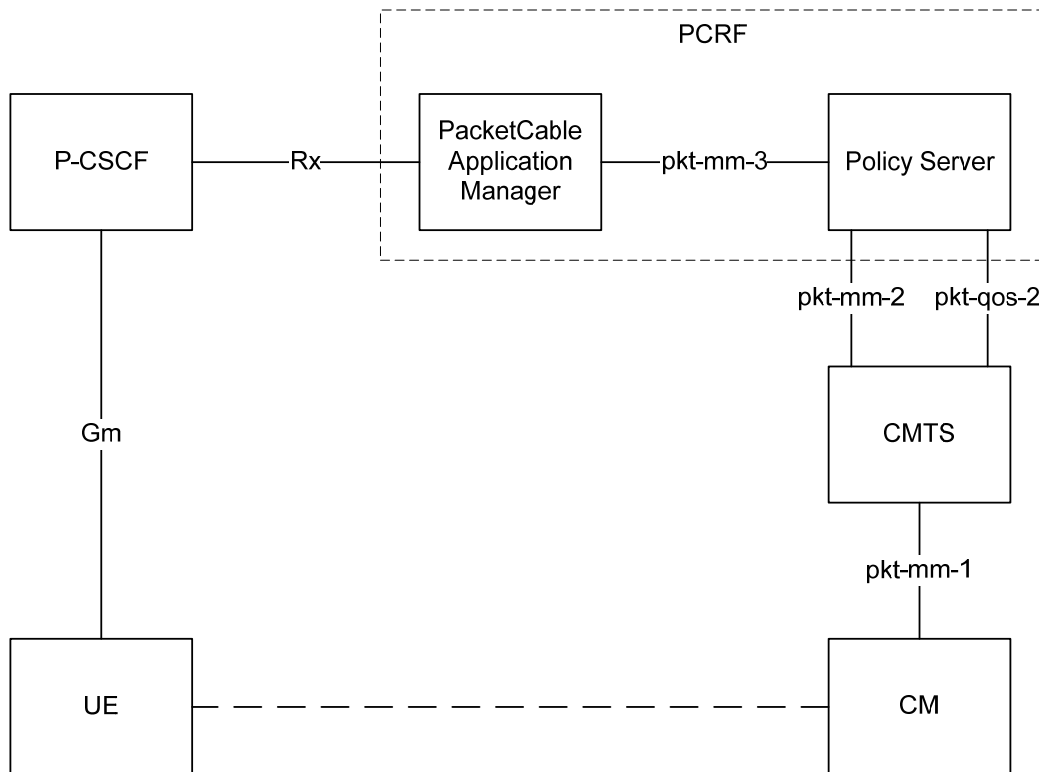 PCRF
P-CSCF
Rx
PacketCable
Application
Manager
pkt-mm-3
Policy Server
pkt-mm-2
pkt-qos-2
Gm
CMTS
pkt-mm-1
UE
CM